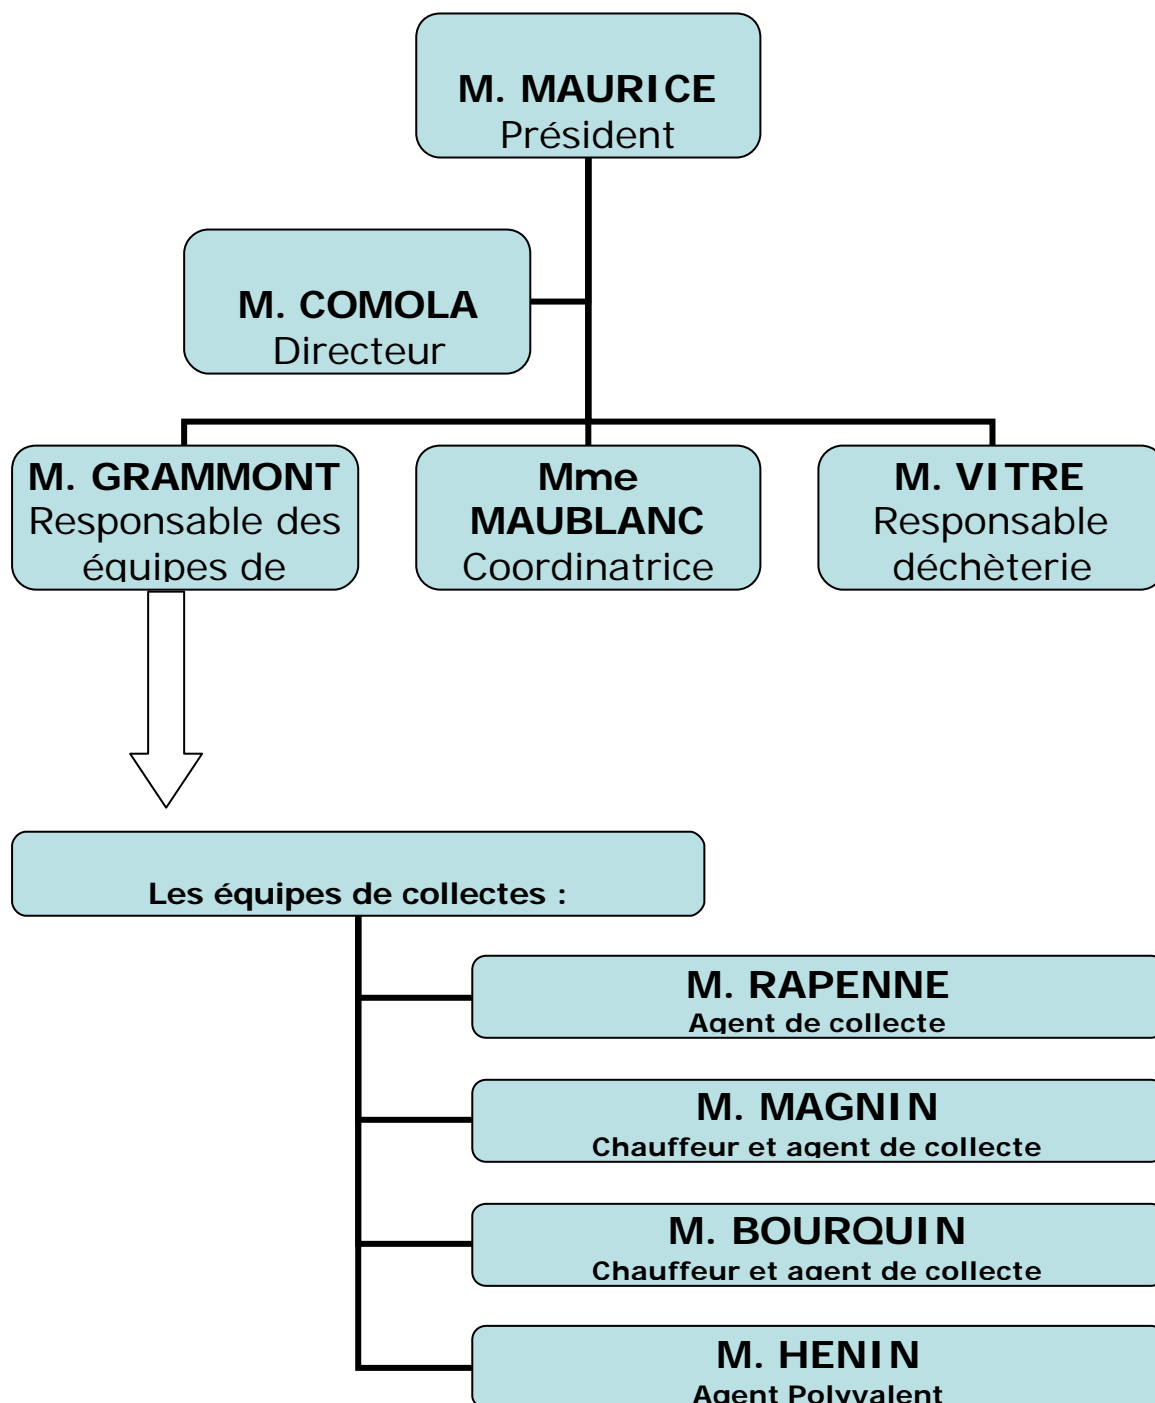 M. MAURICE
Président
M. COMOLA
Directeur
M. GRAMMONT
Responsable des
équipes de
Mme
MAUBLANC
Coordinatrice
M. VITRE
Responsable
déchèterie
Les équipes de collectes :
M. RAPENNE
Agent de collecte
M. MAGNIN
Chauffeur et agent de collecte
M. BOURQUIN
Chauffeur et agent de collecte
M. HENIN
Agent Polyvalent